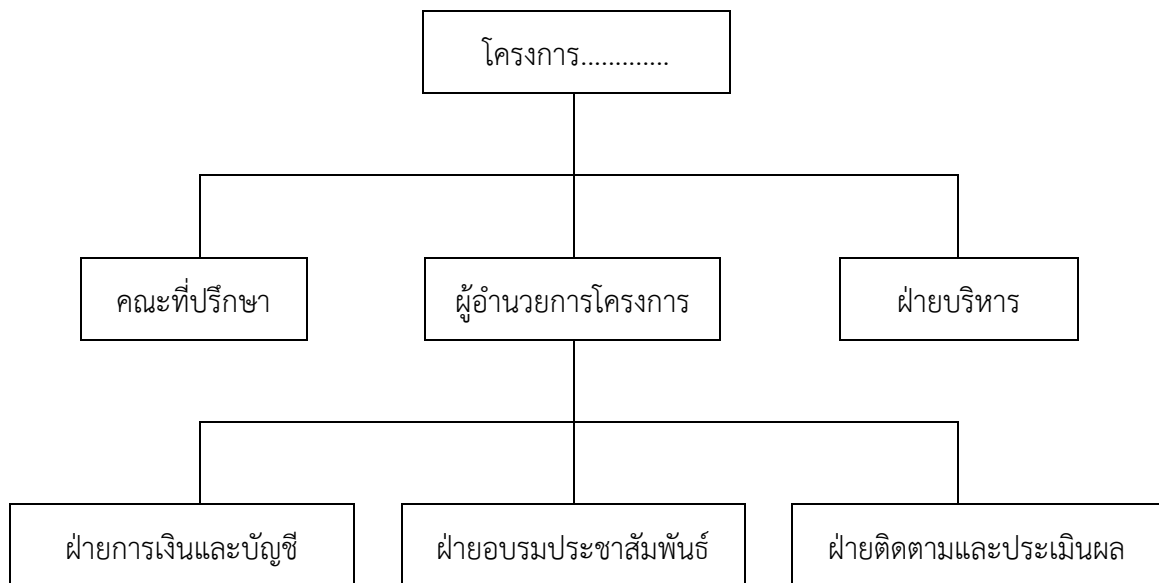 โครงการ.............
คณะที่ปรึกษา
ผู้อำนวยการโครงการ
ฝ่ายบริหาร
ฝ่ายการเงินและบัญชี
ฝ่ายอบรมประชาสัมพันธ์
ฝ่ายติดตามและประเมินผล